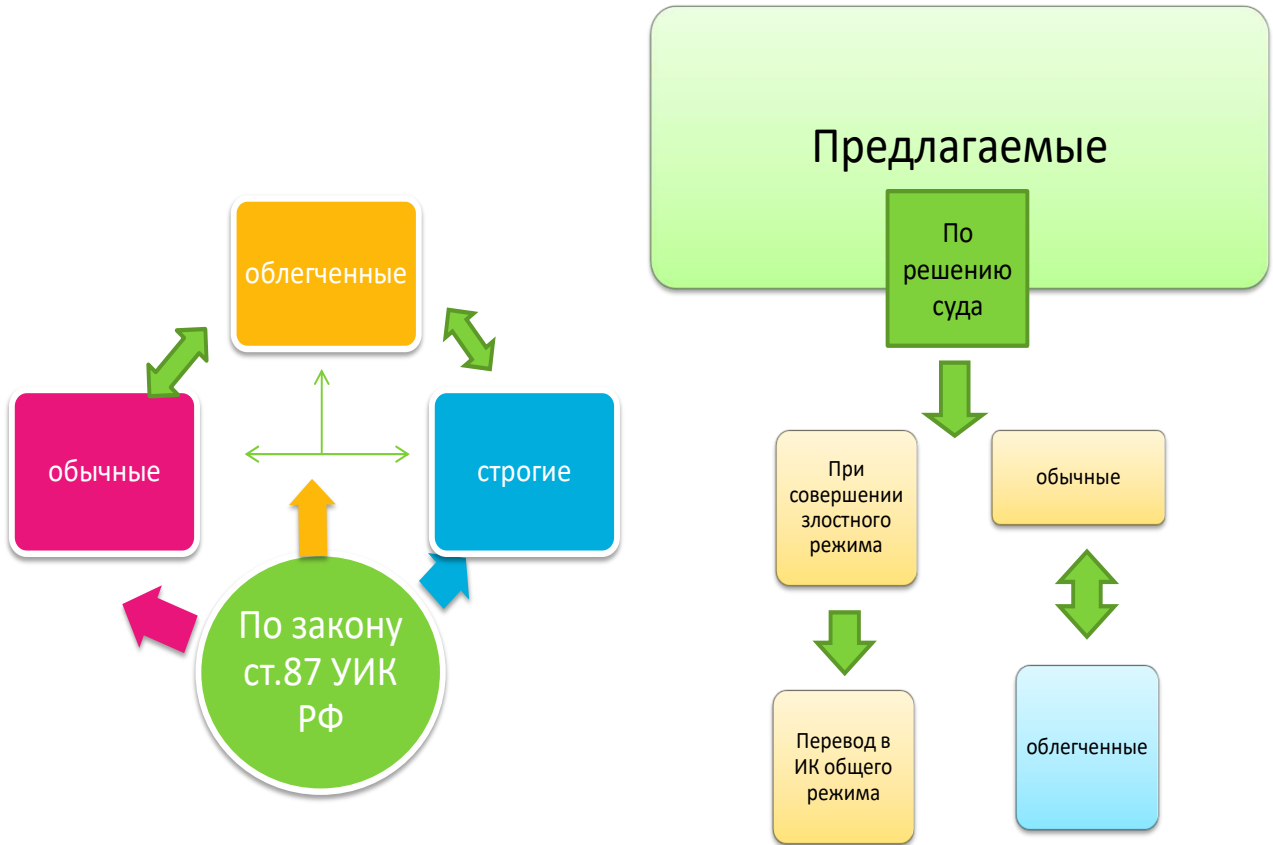 облегченные
обычные
строгие
По закону
ст.87 УИК
РФ
Предлагаемые
По
решению
суда
При
совершении
злостного
режима
обычные
Перевод в
ИК общего
режима
облегченные